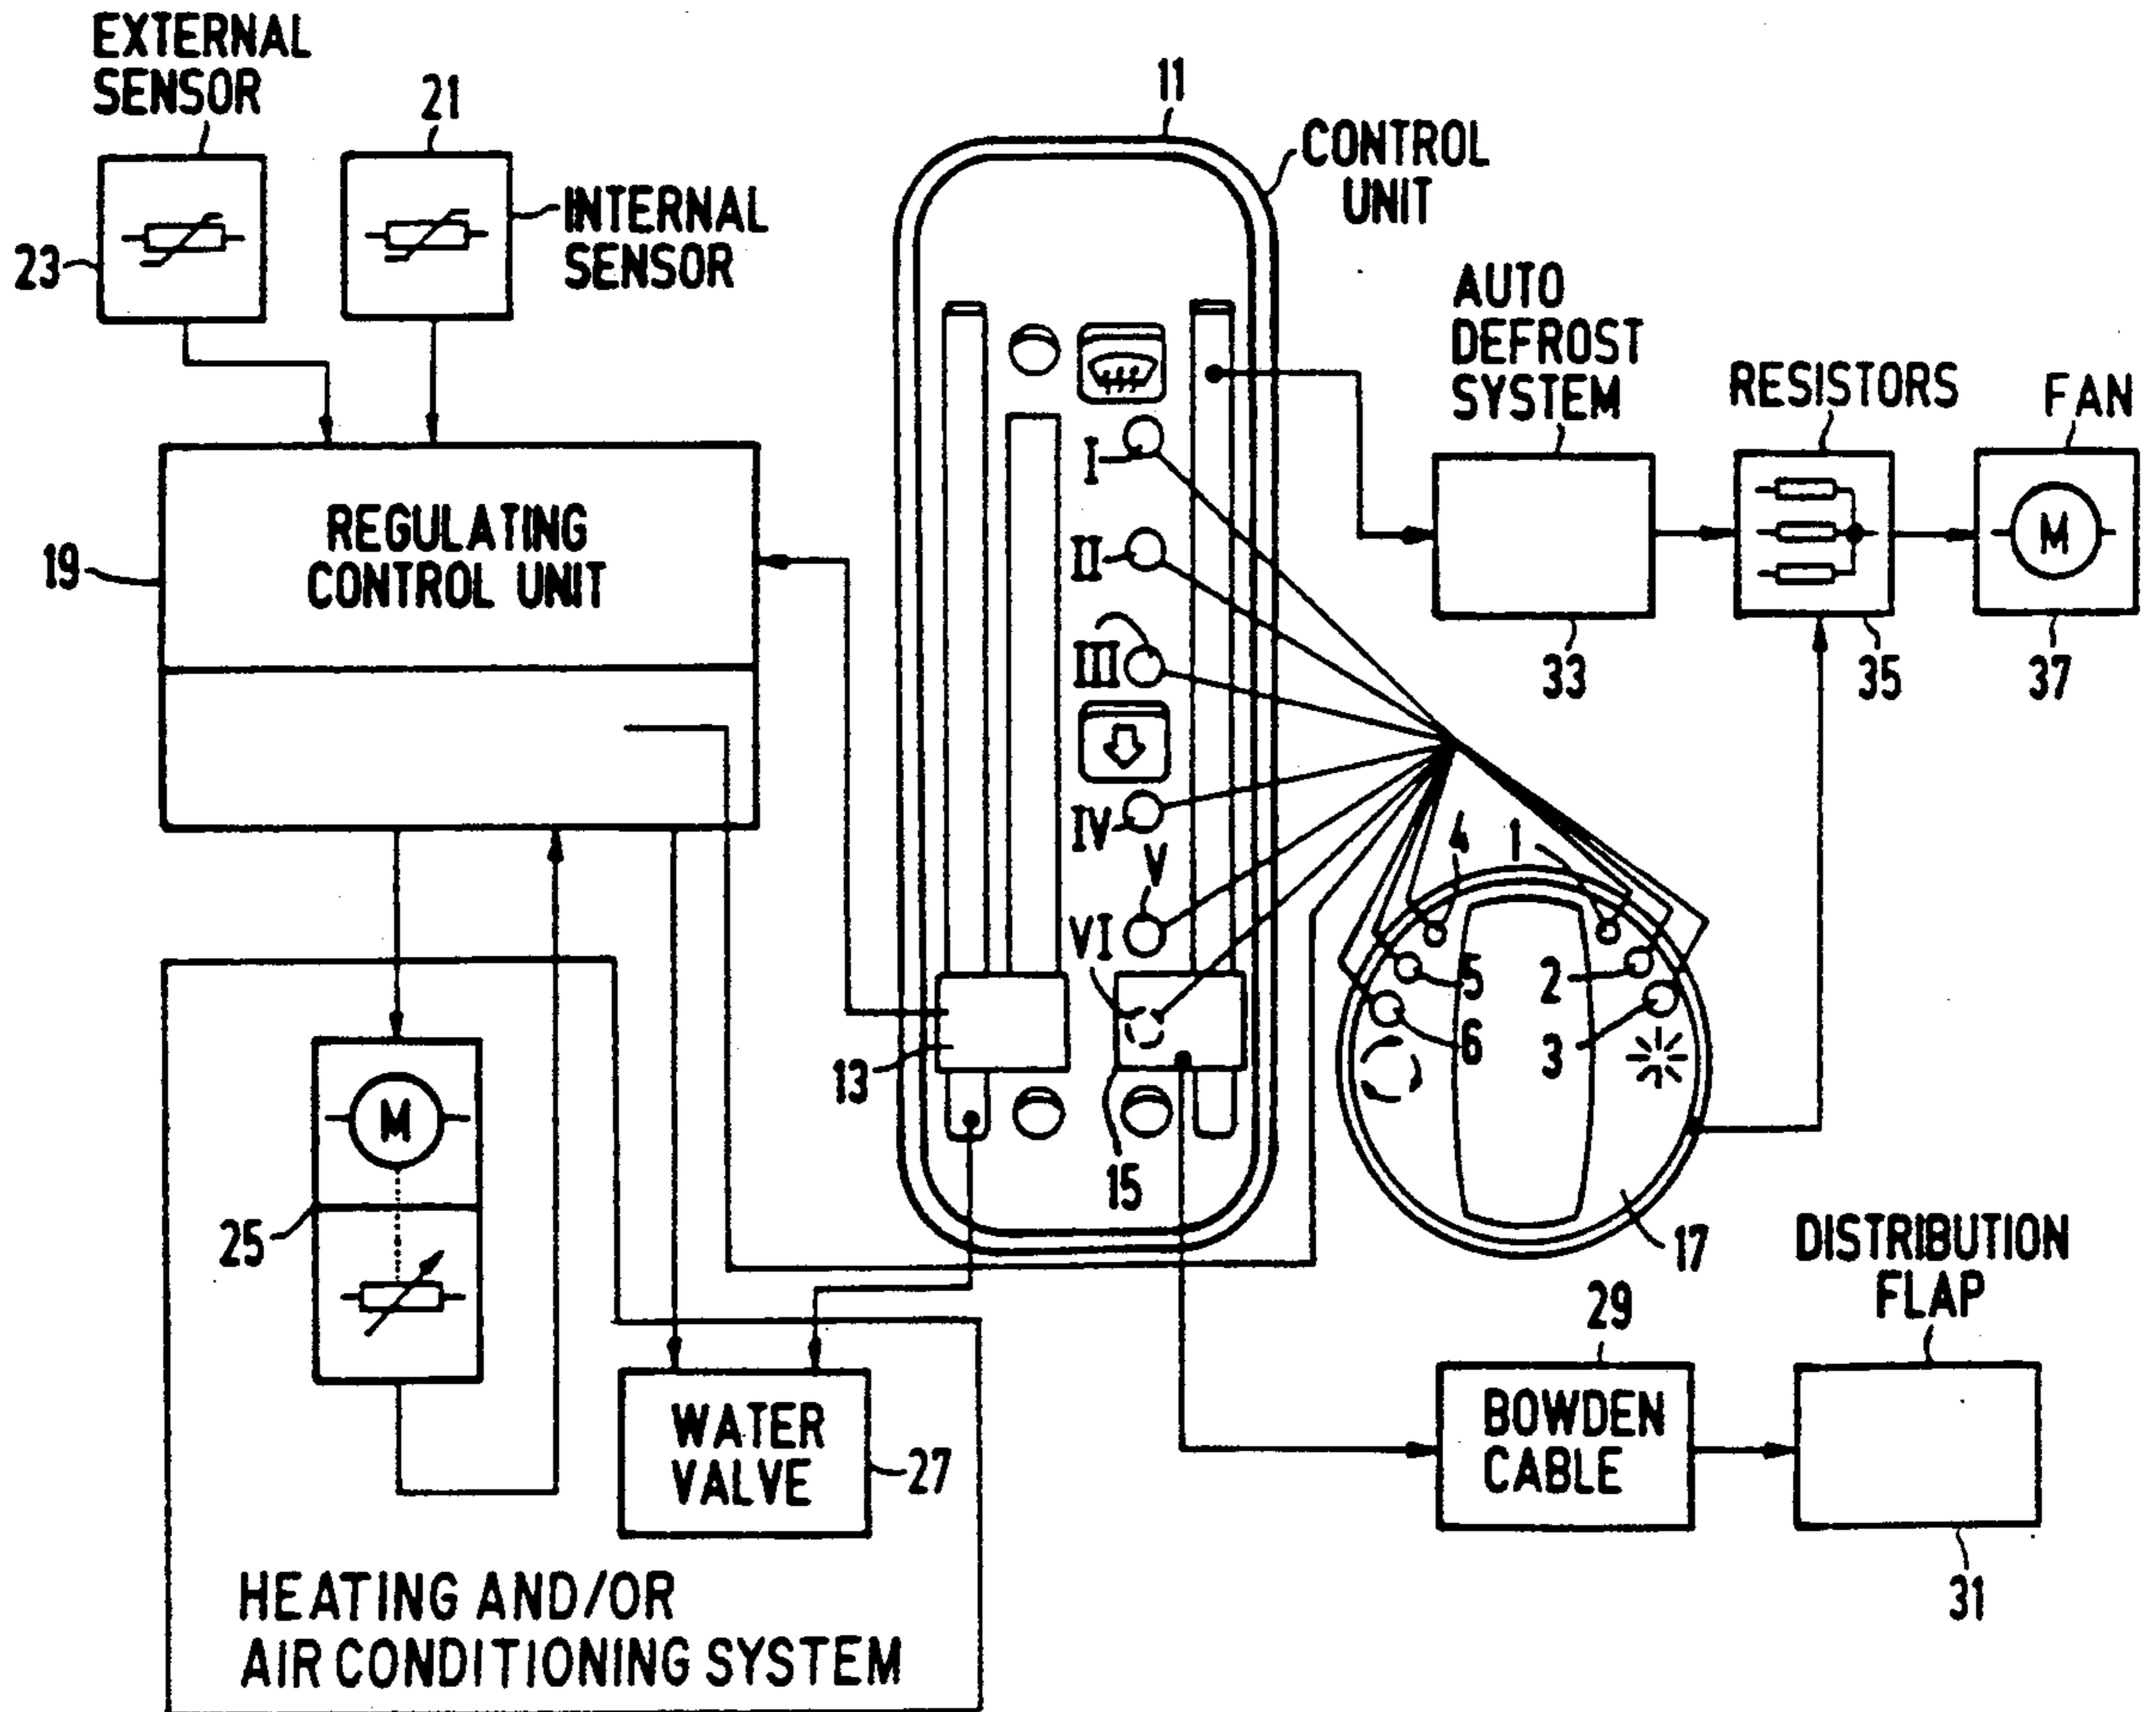 EXTERNAL
SENSOR
23
21
INTERNAL
SENSOR
11
CONTROL
UNIT
AUTO
DEFROST
SYSTEM
33
RESISTORS
35
FAN
M
37
REGULATING
CONTROL UNIT
19
I
II
III
IV
V
VI
13
15
4
1
5
2
6
3
17
M
25
WATER
VALVE
27
HEATING AND/OR
AIR CONDITIONING SYSTEM
29
BOWDEN
CABLE
DISTRIBUTION
FLAP
31